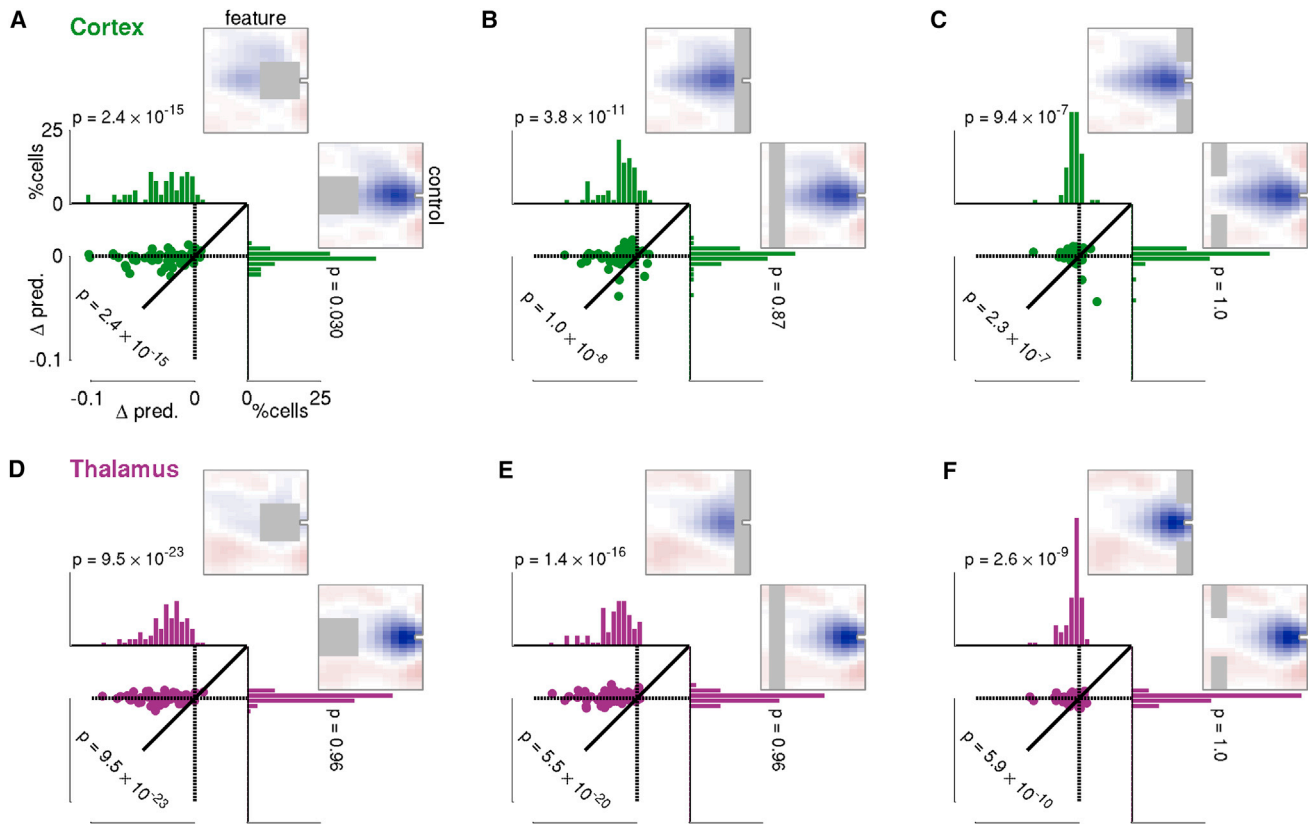 A
Cortex
feature
B
C
p = 2.4 × 10-15
p = 3.8 × 10-11
p = 9.4 × 10-7
25
%cells
0
control
0
Δ pred.
-0.1
p = 2.4 × 10-15
p = 0.030
p = 1.0 × 10-8
p = 0.87
p = 2.3 × 10-7
p = 1.0
-0.1
0
Δ pred.
0
25
%cells
D
Thalamus
E
F
p = 9.5 × 10-23
p = 1.4 × 10-16
p = 2.6 × 10-9
p = 9.5 × 10-23
p = 0.96
p = 5.5 × 10-20
p = 0.96
p = 5.9 × 10-10
p = 1.0